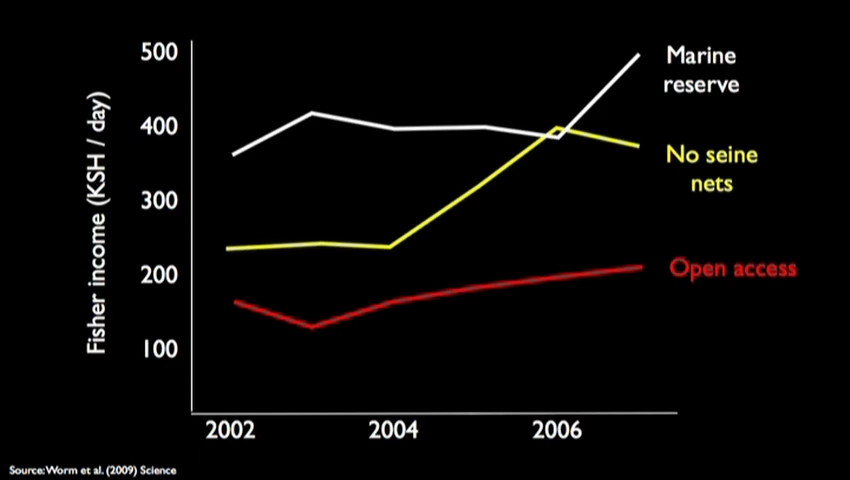 500
400
300
200
100
Fisher income (KSH / day)
2002
2004
2006
Marine
reserve
No seine
nets
Open access
Source:Worm et al. (2009) Science